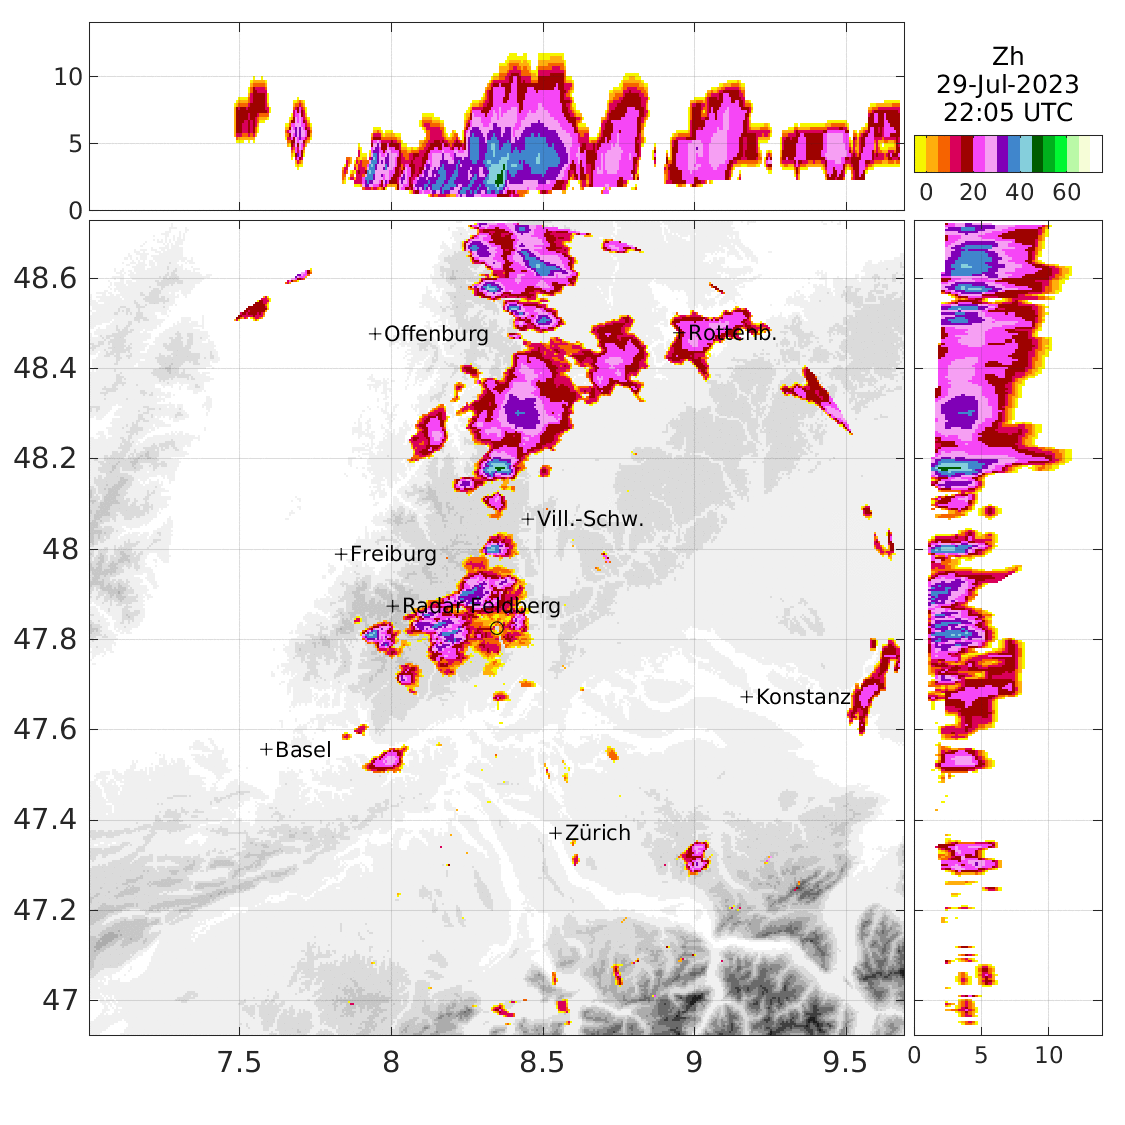 10
5
0
Zh
29-Jul-2023
22:05 UTC
0 20 40 60
48.6
48.4
48.2
48
47.8
47.6
47.4
47.2
47
+Offenburg
+Rottenb.
+Vill.-Schw.
+Freiburg
+Radar Feldberg
+Konstanz
+Basel
+Zürich
7.5 8 8.5 9 9.5
0 5 10